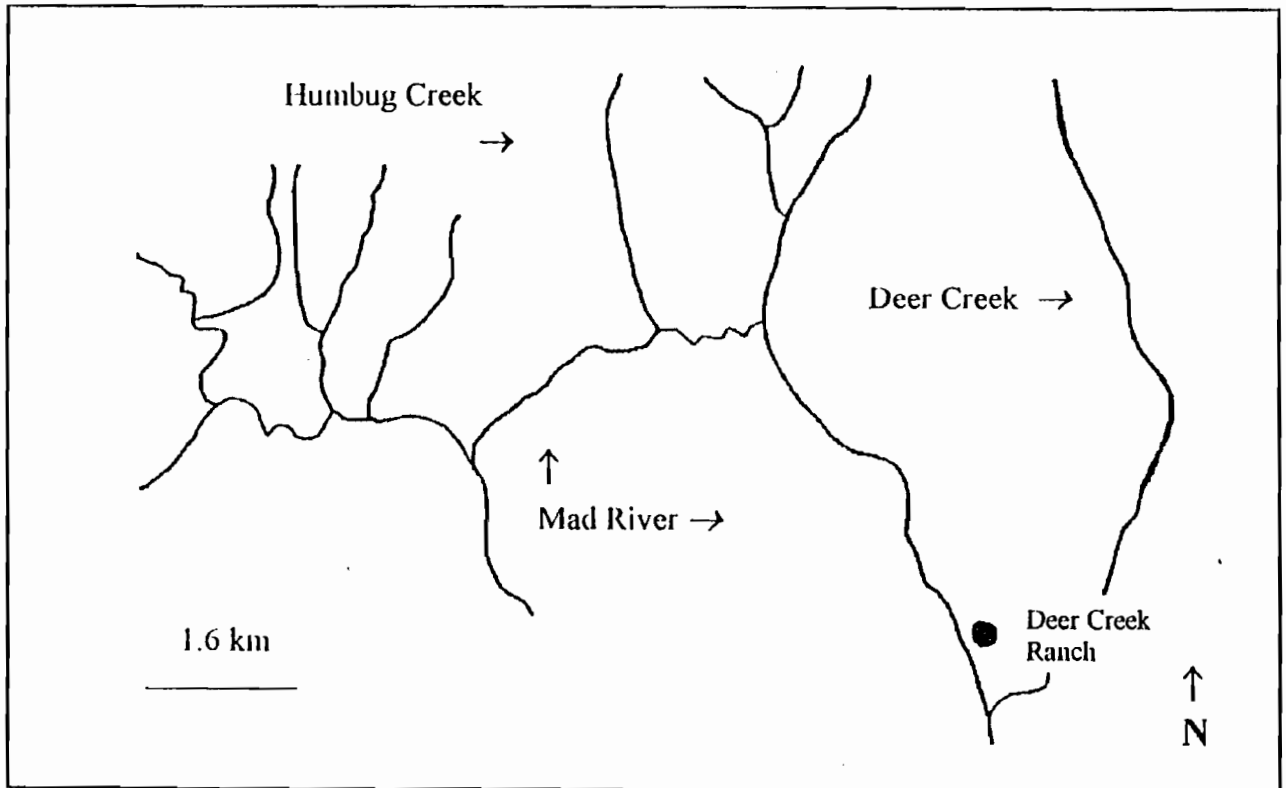 Humbug Creek
→
Deer Creek →
↑
Mad River →
1.6 km
Deer Creek
Ranch
↑
N